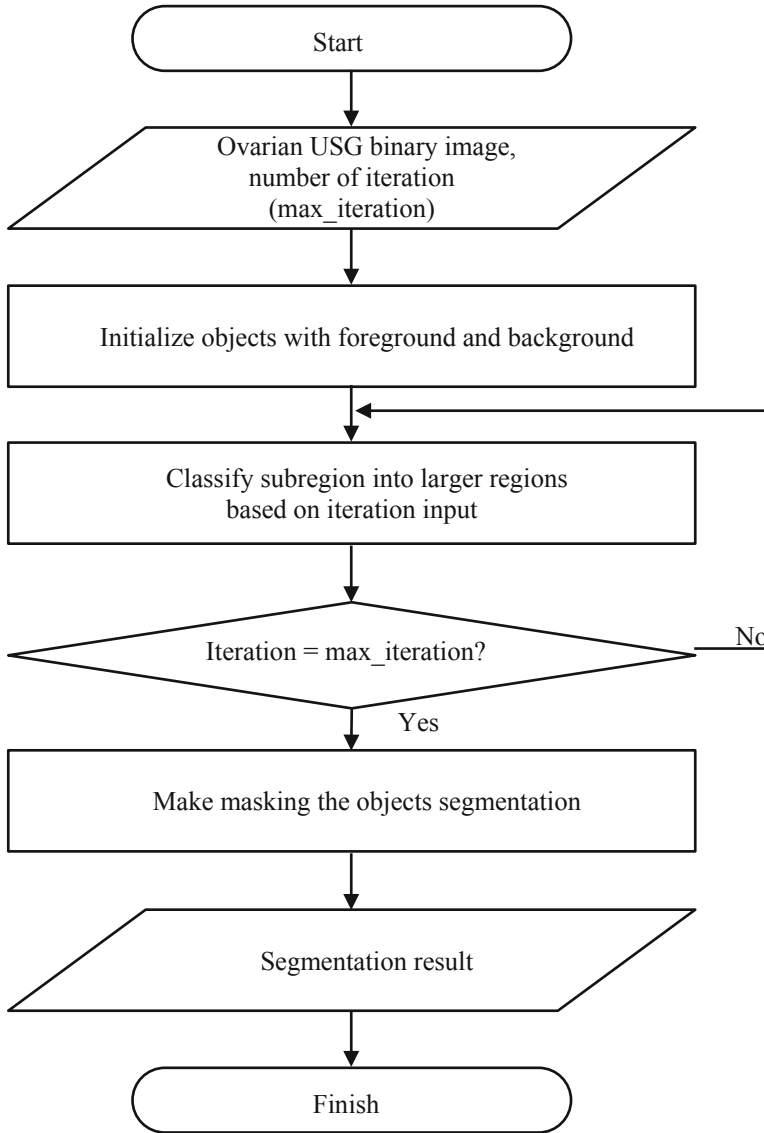 Start
Ovarian USG binary image,
number of iteration
(max_iteration)
Initialize objects with foreground and background
Classify subregion into larger regions
based on iteration input
Iteration = max_iteration?
No
Yes
Make masking the objects segmentation
Segmentation result
Finish